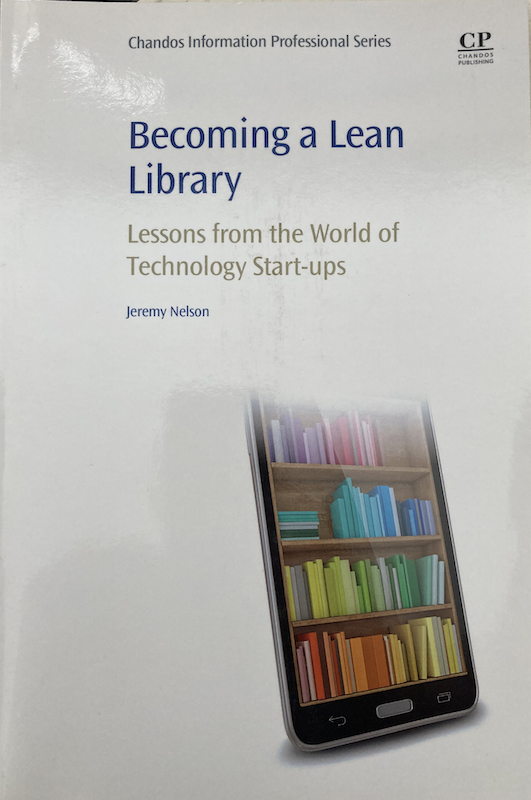 Chandos Information Professional Series
CP
CHANDOS
PUBLISHING
Becoming a Lean
Library
Lessons from the World of
Technology Start-ups
Jeremy Nelson